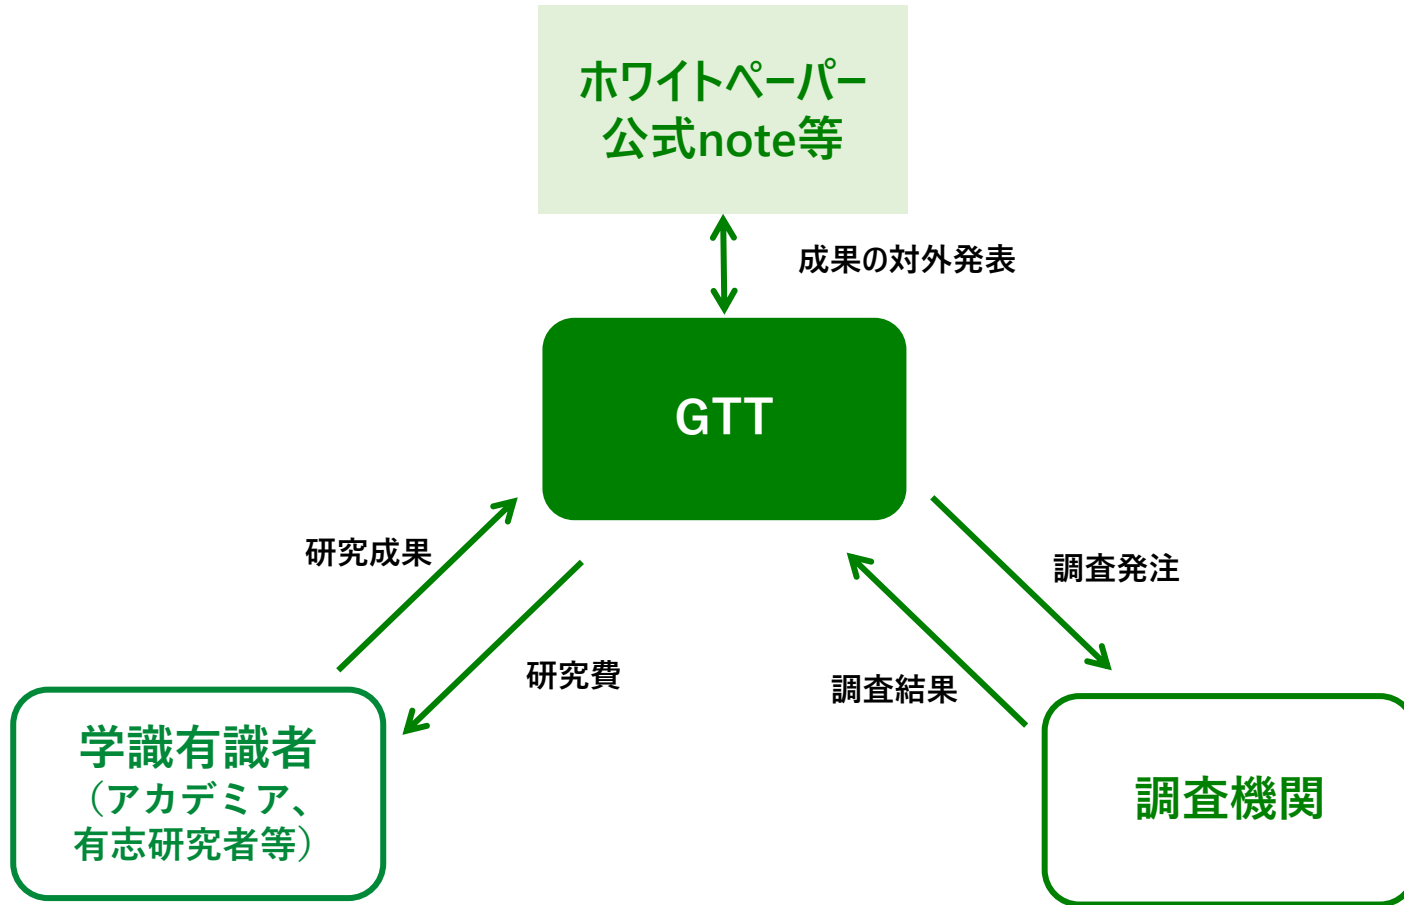 ホワイトペーパー
公式note等
成果の対外発表
GTT
研究成果
調査発注
研究費
調査結果
学識有識者
（アカデミア、
有志研究者等）
調査機関